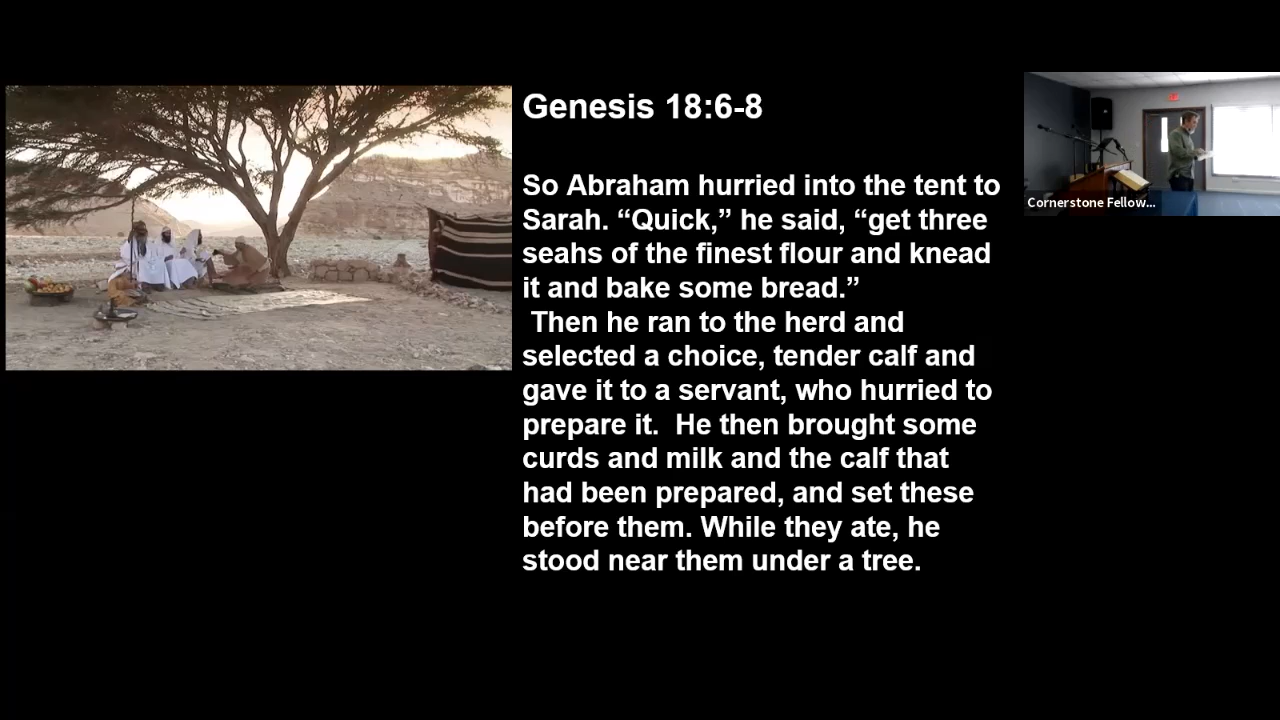 Genesis 18:6-8
So Abraham hurried into the tent to
Sarah. “Quick,” he said, “get three
seahs of the finest flour and knead
it and bake some bread.”
Then he ran to the herd and
selected a choice, tender calf and
gave it to a servant, who hurried to
prepare it.  He then brought some
curds and milk and the calf that
had been prepared, and set these
before them. While they ate, he
stood near them under a tree.
Cornerstone Fellow...